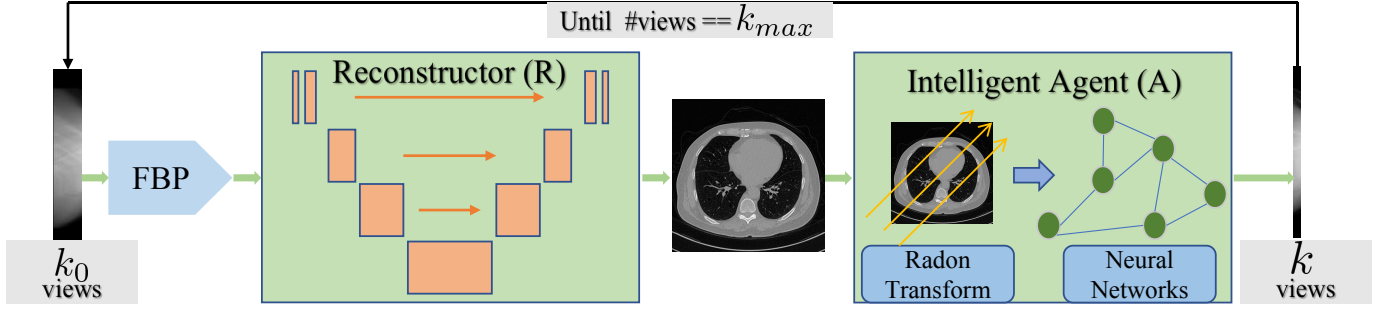 Until #views == k_max
Reconstructor (R)
Intelligent Agent (A)
FBP
k_0
views
Radon
Transform
Neural
Networks
k
views